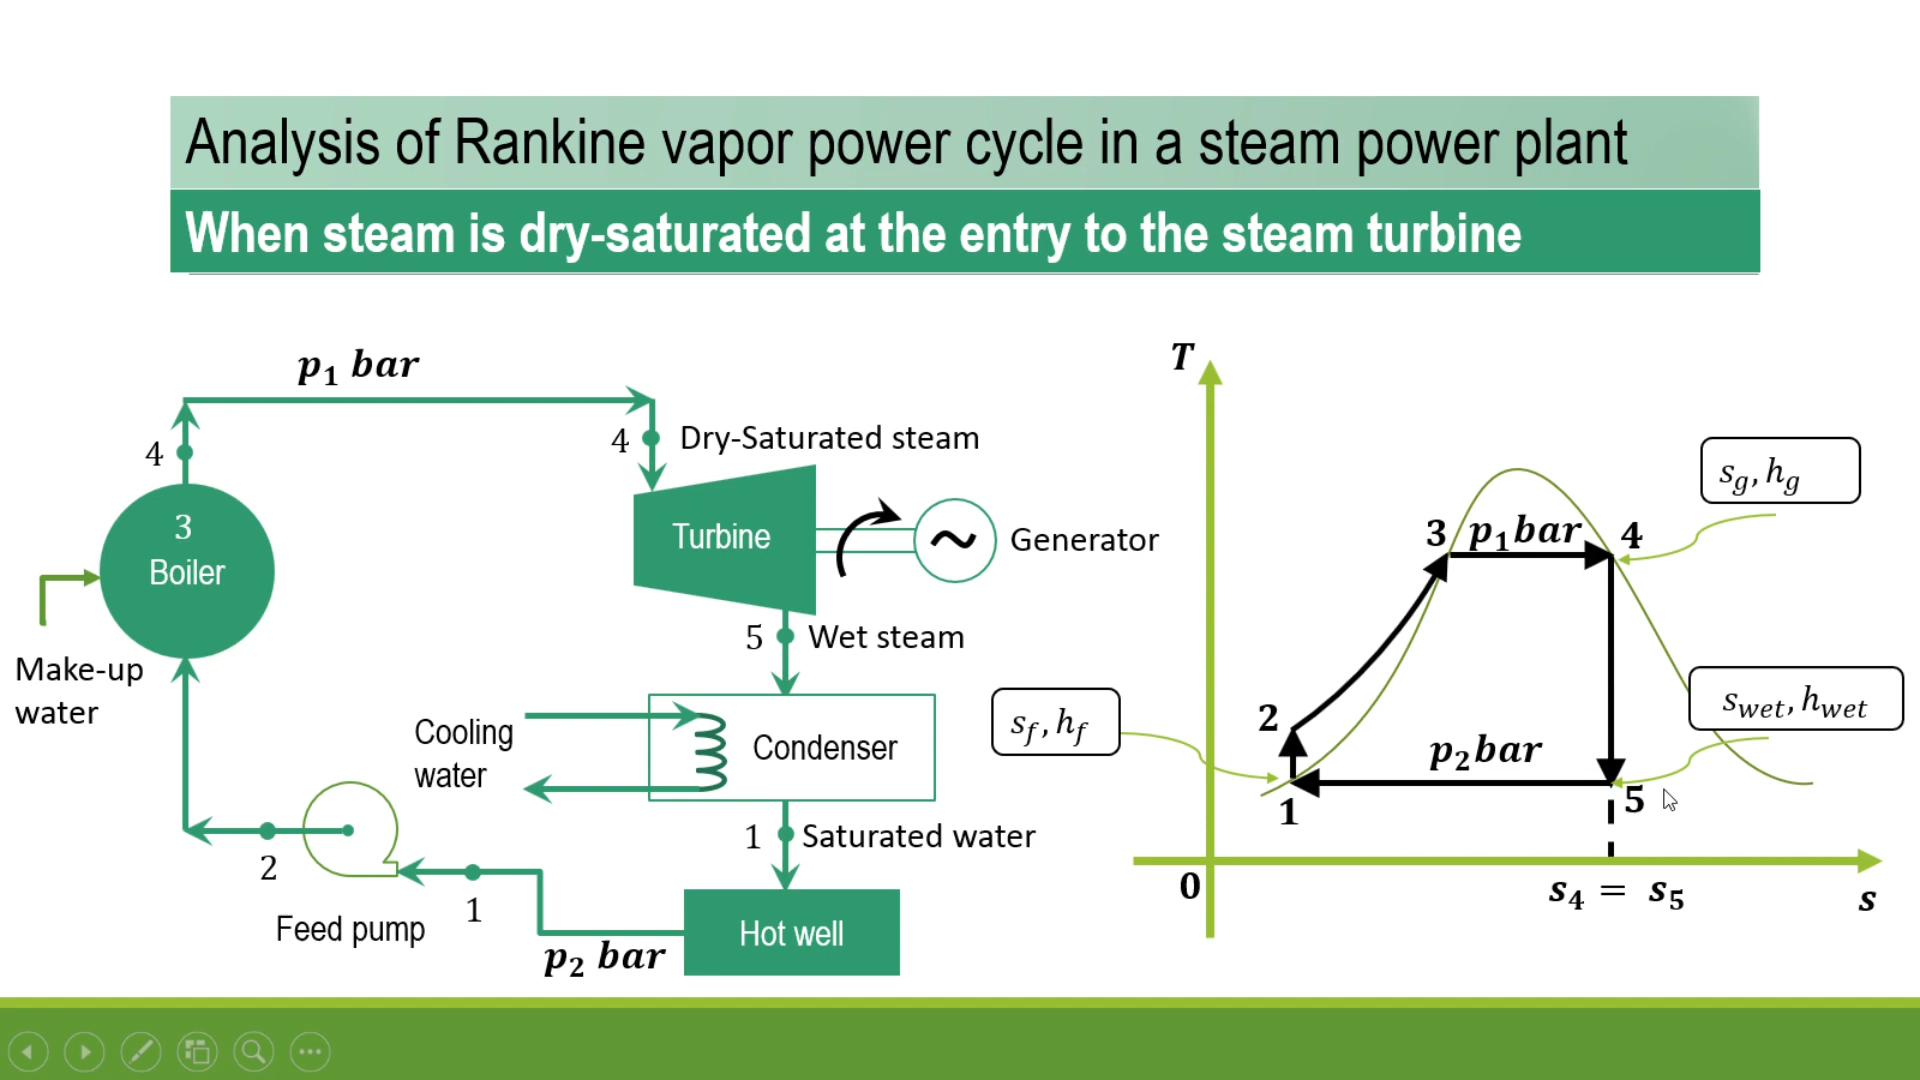 Analysis of Rankine vapor power cycle in a steam power plant
When steam is dry-saturated at the entry to the steam turbine
p₁ bar
4
4
Dry-Saturated steam
3
Boiler
Turbine
Generator
Make-up
water
5
Wet steam
Cooling
water
Condenser
1
Saturated water
2
1
Feed pump
p₂ bar
Hot well
T
s_g, h_g
3
p₁bar
4
s_f, h_f
2
p₂bar
s_wet, h_wet
1
5
0
s₄ = s₅
s